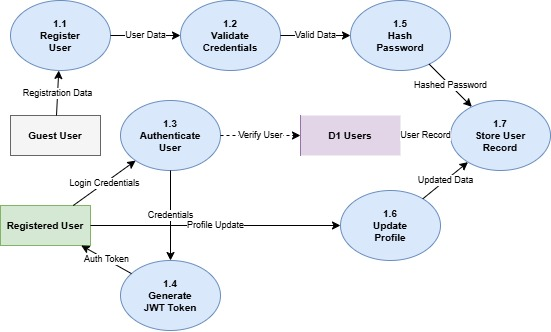 1.1
Register
User
User Data
1.2
Validate
Credentials
Valid Data
1.5
Hash
Password
Registration Data
Hashed Password
Guest User
1.3
Authenticate
User
Verify User
D1 Users
User Record
1.7
Store User
Record
Login Credentials
Updated Data
Registered User
Credentials
Profile Update
1.6
Update
Profile
Auth Token
1.4
Generate
JWT Token